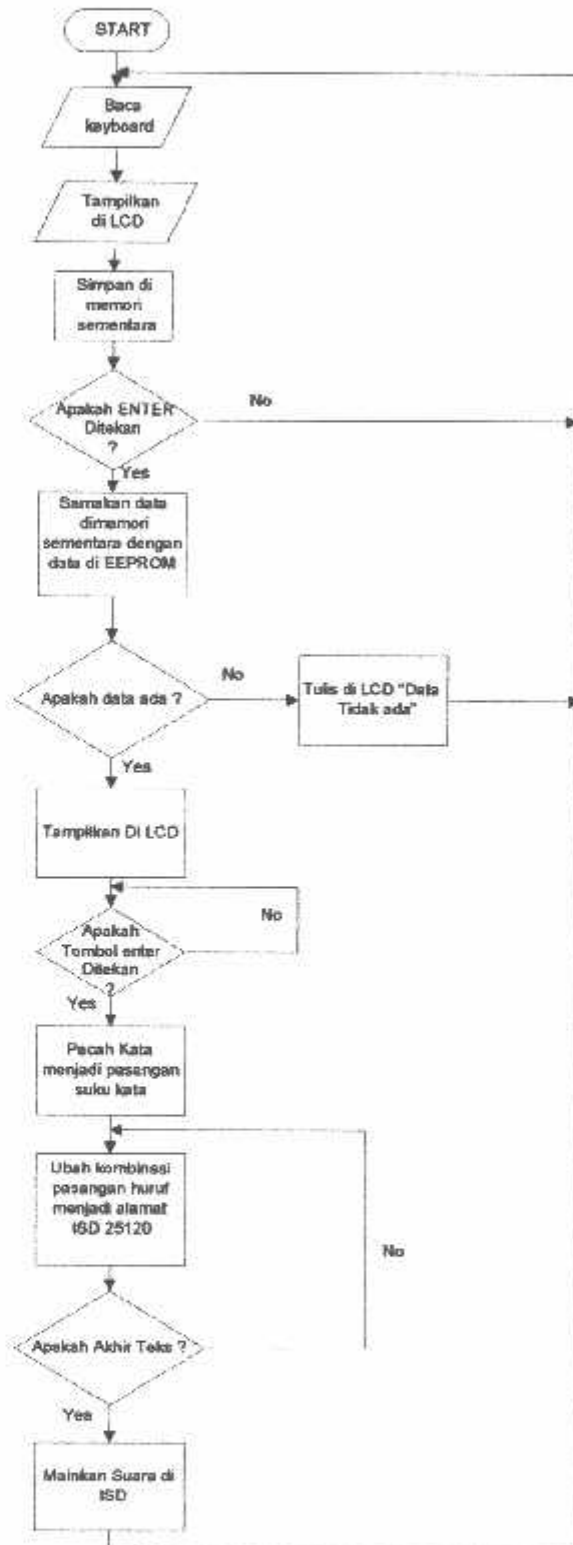 START
Baca
keyboard
Tampilkan
di LCD
Simpan di
memori
sementara
Apakah ENTER
Ditekan
?
No
Yes
Samakan data
dimemori
sementara dengan
data di EEPROM
Apakah data ada ?
No
Tulis di LCD "Data
Tidak ada"
Yes
Tampilkan Di LCD
No
Apakah
Tombol enter
Ditekan
?
Yes
Pecah Kata
menjadi pasangan
suku kata
Ubah kombinasi
pasangan huruf
menjadi alamat
ISD 25120
No
Apakah Akhir Teks ?
Yes
Mainkan Suara di
ISD